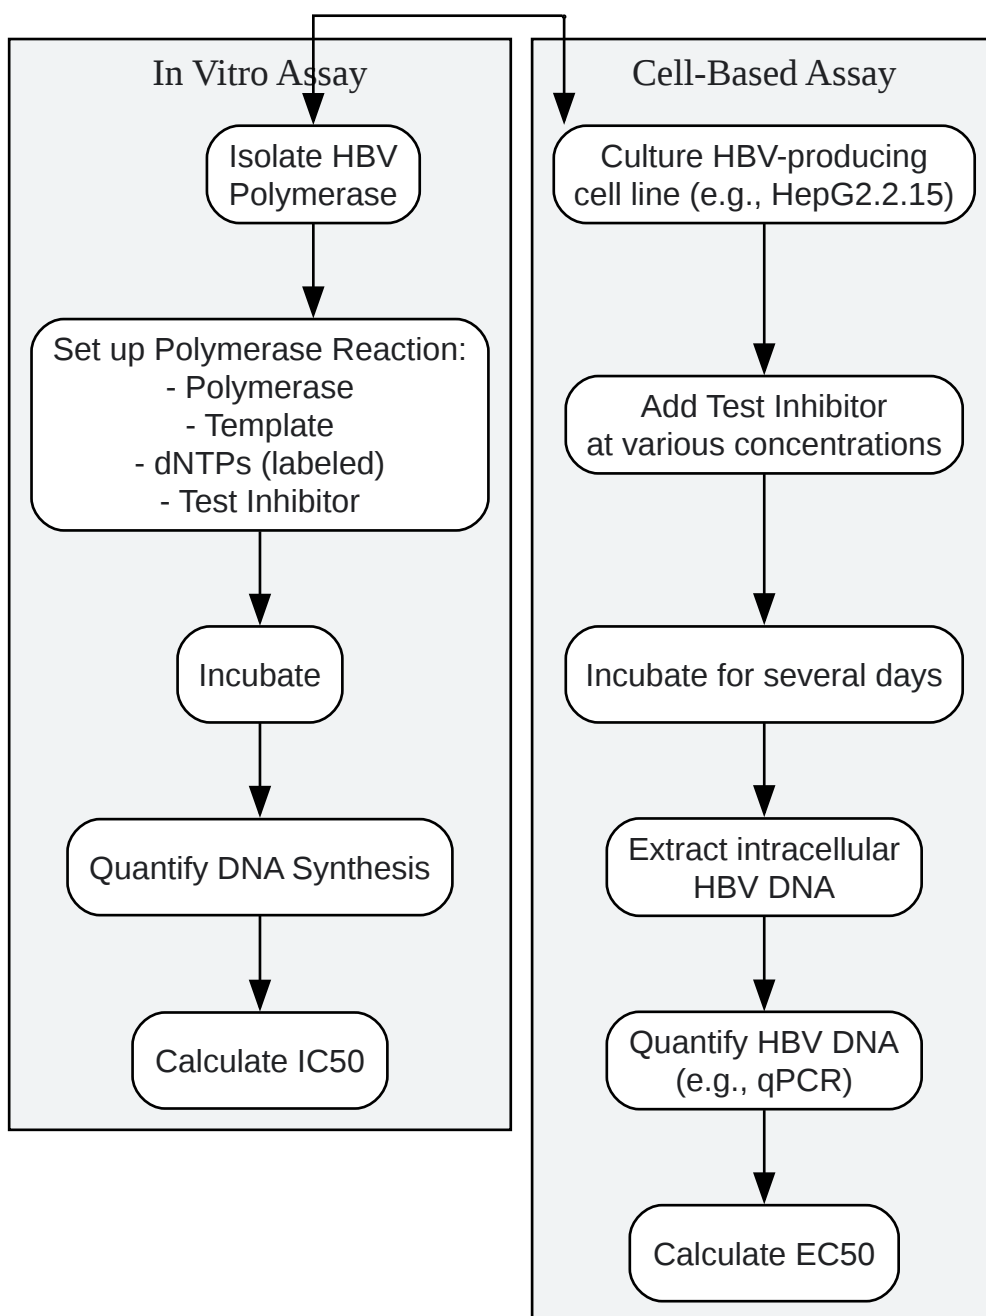 In Vitro Assay
Isolate HBV
Polymerase
Set up Polymerase Reaction:
- Polymerase
- Template
- dNTPs (labeled)
- Test Inhibitor
Incubate
Quantify DNA Synthesis
Calculate IC50
Cell-Based Assay
Culture HBV-producing
cell line (e.g., HepG2.2.15)
Add Test Inhibitor
at various concentrations
Incubate for several days
Extract intracellular
HBV DNA
Quantify HBV DNA
(e.g., qPCR)
Calculate EC50